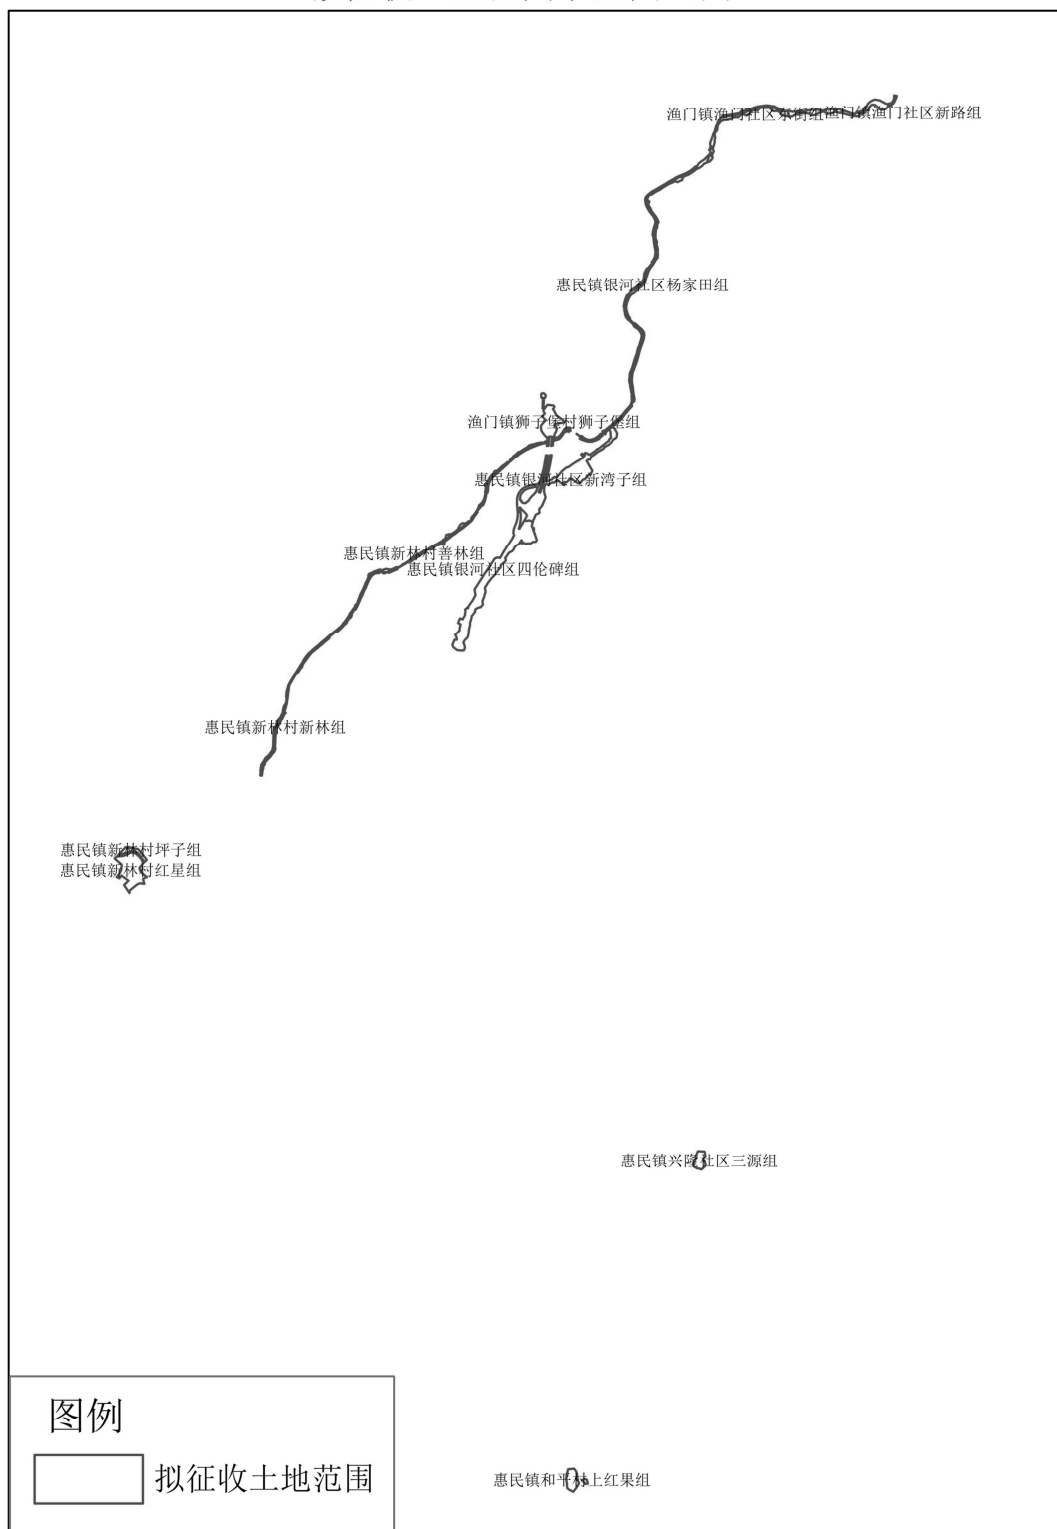 渔门镇渔门社区东街组
渔门镇渔门社区新路组
惠民镇银河社区杨家田组
渔门镇狮子堡村狮子堡组
惠民镇银河社区新湾子组
惠民镇新林村善林组
惠民镇银河社区四伦碑组
惠民镇新林村新林组
惠民镇新林村坪子组
惠民镇新林村红星组
惠民镇兴隆社区三源组
惠民镇和平村上红果组
图例
拟征收土地范围